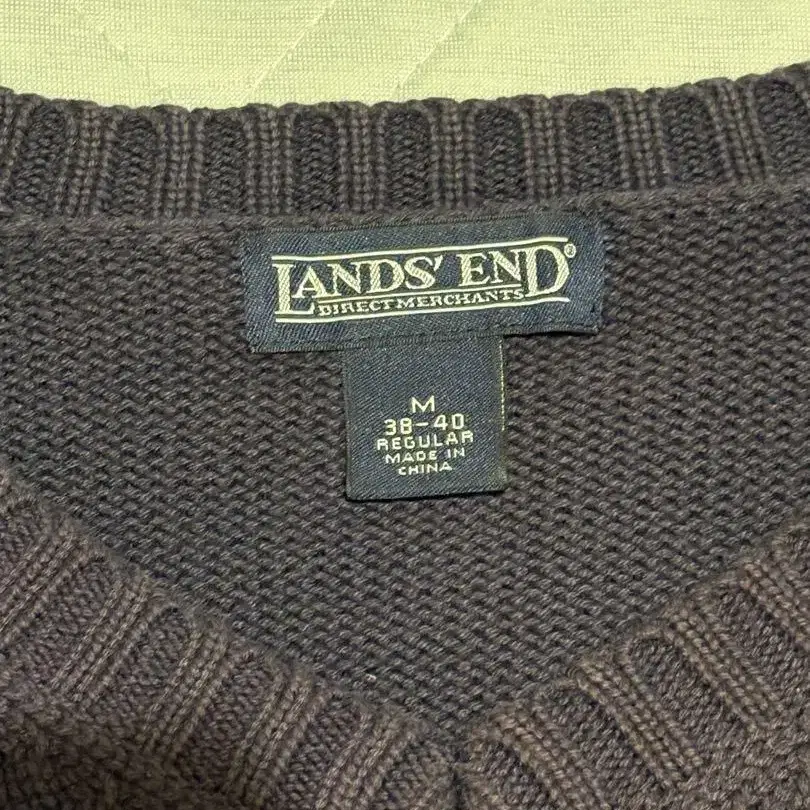 LANDS' END®
DIRECT MERCHANTS
M
38-40
REGULAR
MADE IN
CHINA